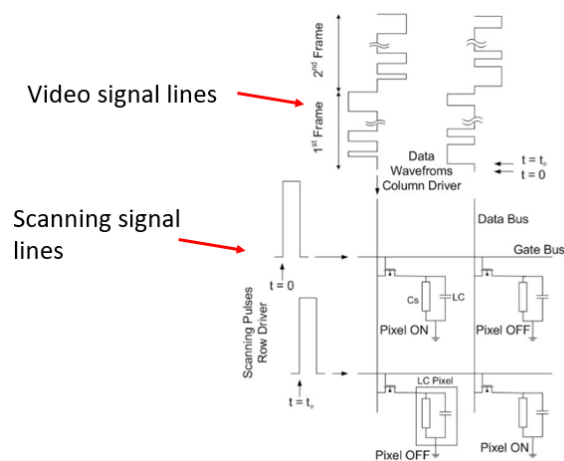 2nd Frame
1st Frame
Video signal lines
Data
Wavefroms
Column Driver
t = tp
t = 0
Scanning signal
lines
Data Bus
Gate Bus
t = 0
Cs
LC
Pixel ON
Pixel OFF
Scanning Pulses
Row Driver
t = tp
LC Pixel
Pixel OFF
Pixel ON